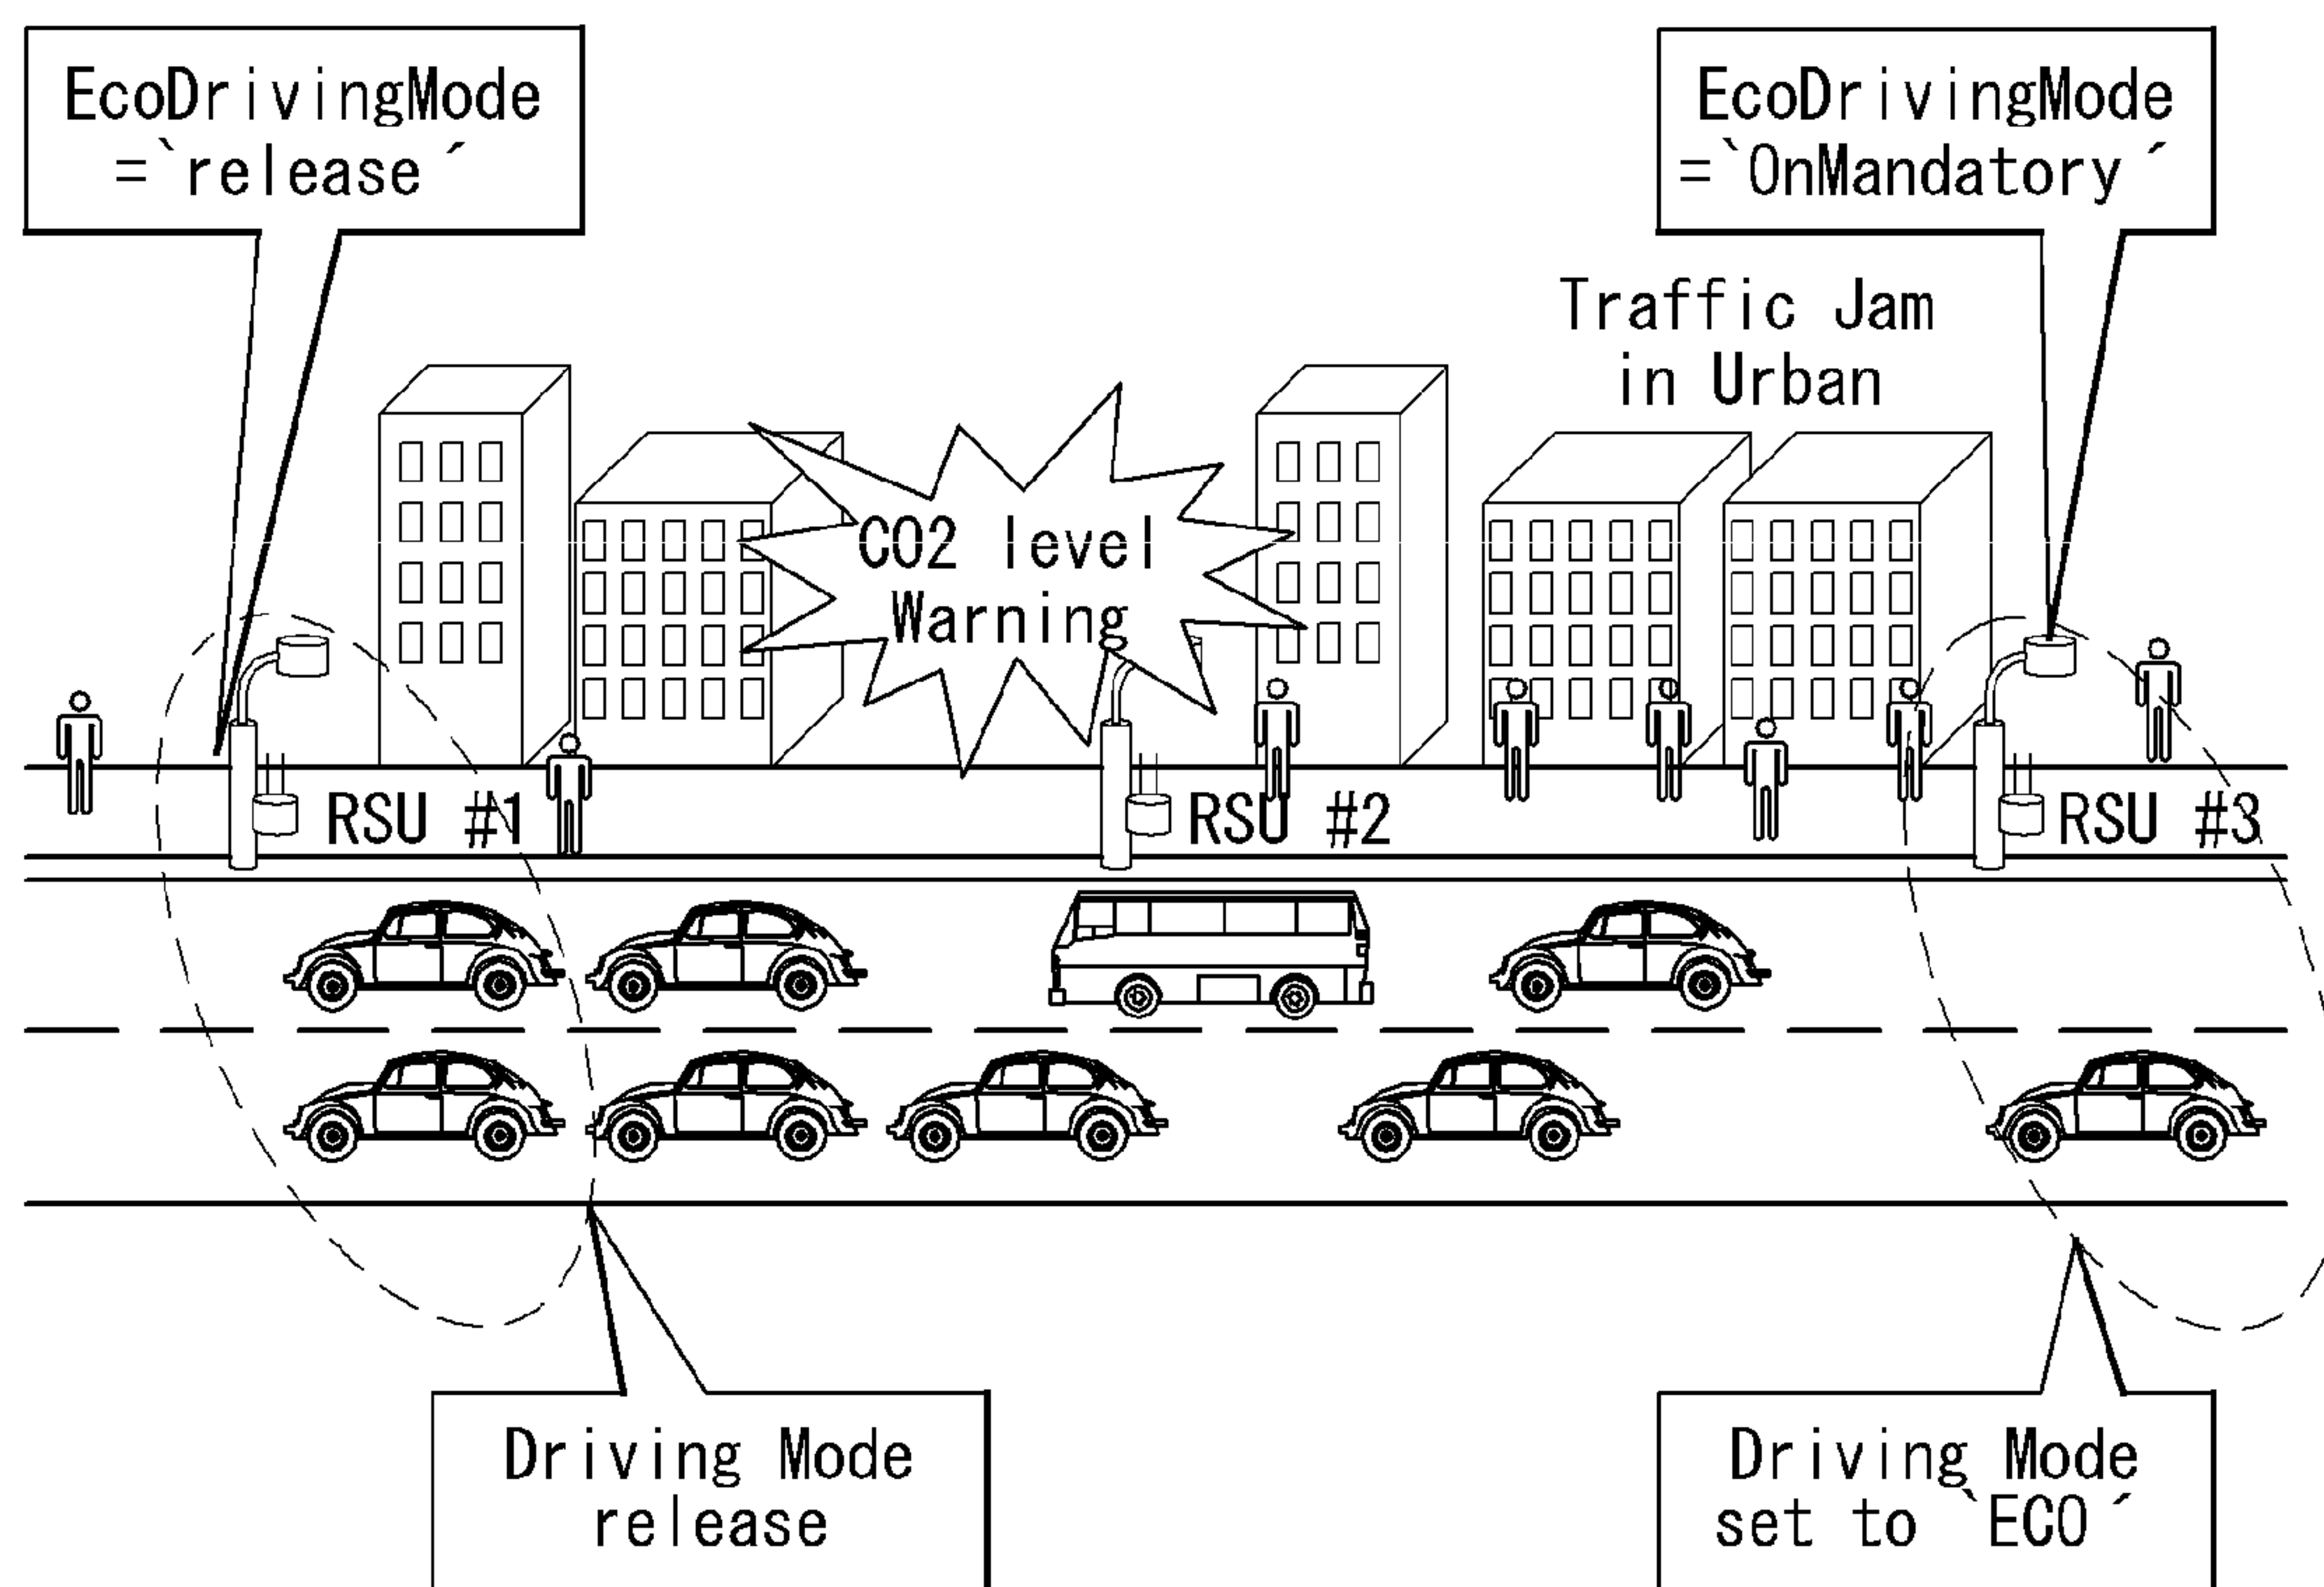 EcoDrivingMode
=`release´
EcoDrivingMode
=`OnMandatory´
Traffic Jam
in Urban
CO2 level
Warning
RSU #1
RSU #2
RSU #3
Driving Mode
release
Driving Mode
set to `ECO´